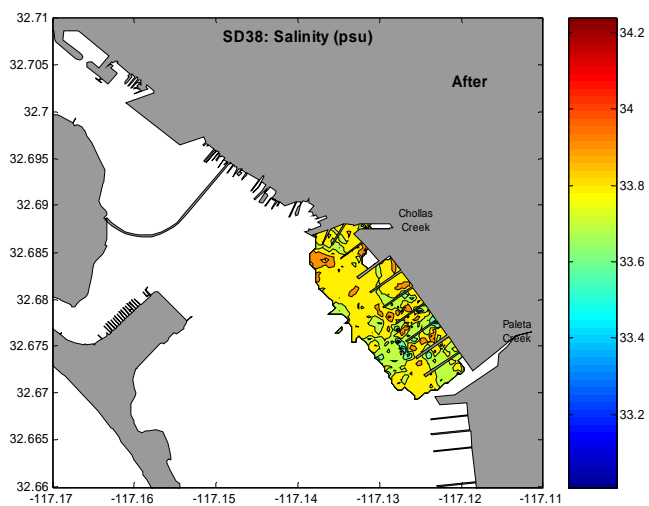 32.71
32.705
32.7
32.695
32.69
32.685
32.68
32.675
32.67
32.665
32.66
SD38: Salinity (psu)
After
Chollas
Creek
Paleta
Creek
-117.17 -117.16 -117.15 -117.14 -117.13 -117.12 -117.11
34.2
34
33.8
33.6
33.4
33.2